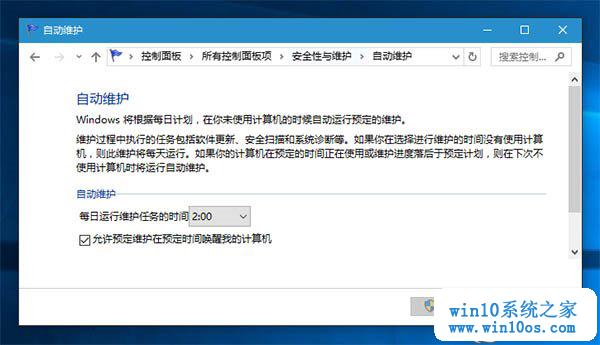 自动维护
控制面板 › 所有控制面板项 › 安全性与维护 › 自动维护
搜索控制...
自动维护
Windows 将根据每日计划，在你未使用计算机的时候自动运行预定的维护。
维护过程中执行的任务包括软件更新、安全扫描和系统诊断等。如果你在选择进行维护的时间没有使用计算
机，则此维护将每天运行。如果你的计算机在预定的时间正在使用或维护进度落后于预定计划，则在下次不
使用计算机时将运行自动维护。
自动维护
每日运行维护任务的时间 2:00
允许预定维护在预定时间唤醒我的计算机
win10系统之家
www.win10os.com